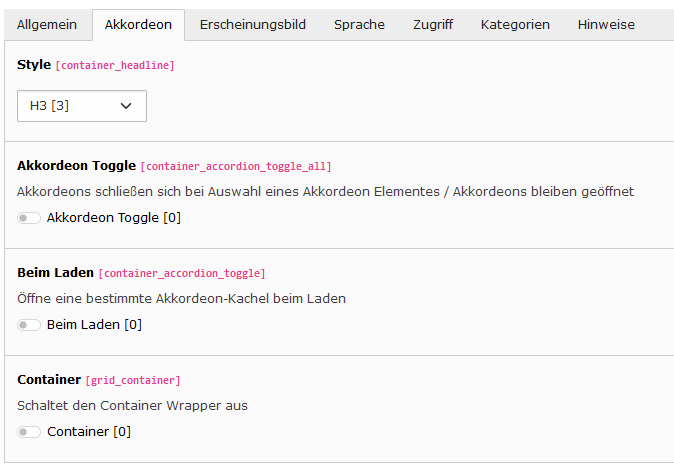 Allgemein Akkordeon Erscheinungsbild Sprache Zugriff Kategorien Hinweise
Style [container_headline]
H3 [3]
Akkordeon Toggle [container_accordion_toggle_all]
Akkordeons schließen sich bei Auswahl eines Akkordeon Elementes / Akkordeons bleiben geöffnet
Akkordeon Toggle [0]
Beim Laden [container_accordion_toggle]
Öffne eine bestimmte Akkordeon-Kachel beim Laden
Beim Laden [0]
Container [grid_container]
Schaltet den Container Wrapper aus
Container [0]